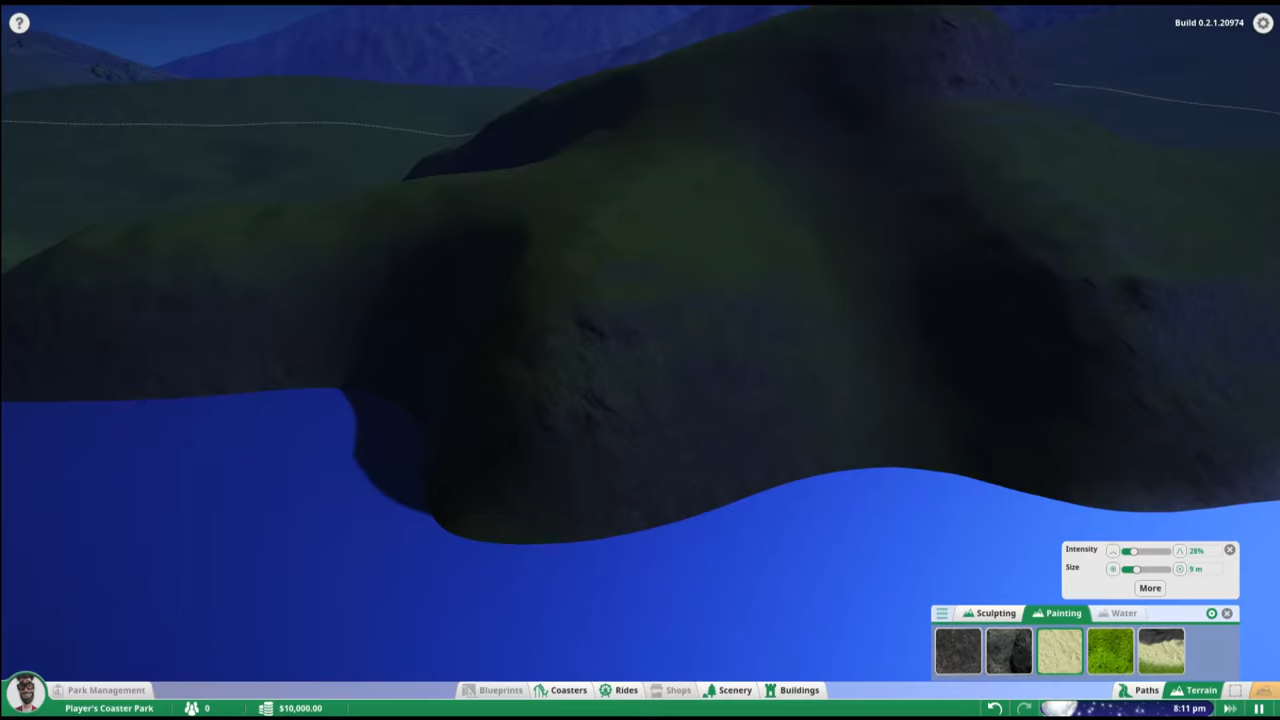 ?
Build 0.2.1.20974
Intensity 28%
Size 9 m
More
Sculpting Painting Water
Park Management Blueprints Coasters Rides Shops Scenery Buildings Paths Terrain
Player's Coaster Park 0 $10,000.00 8:11 pm